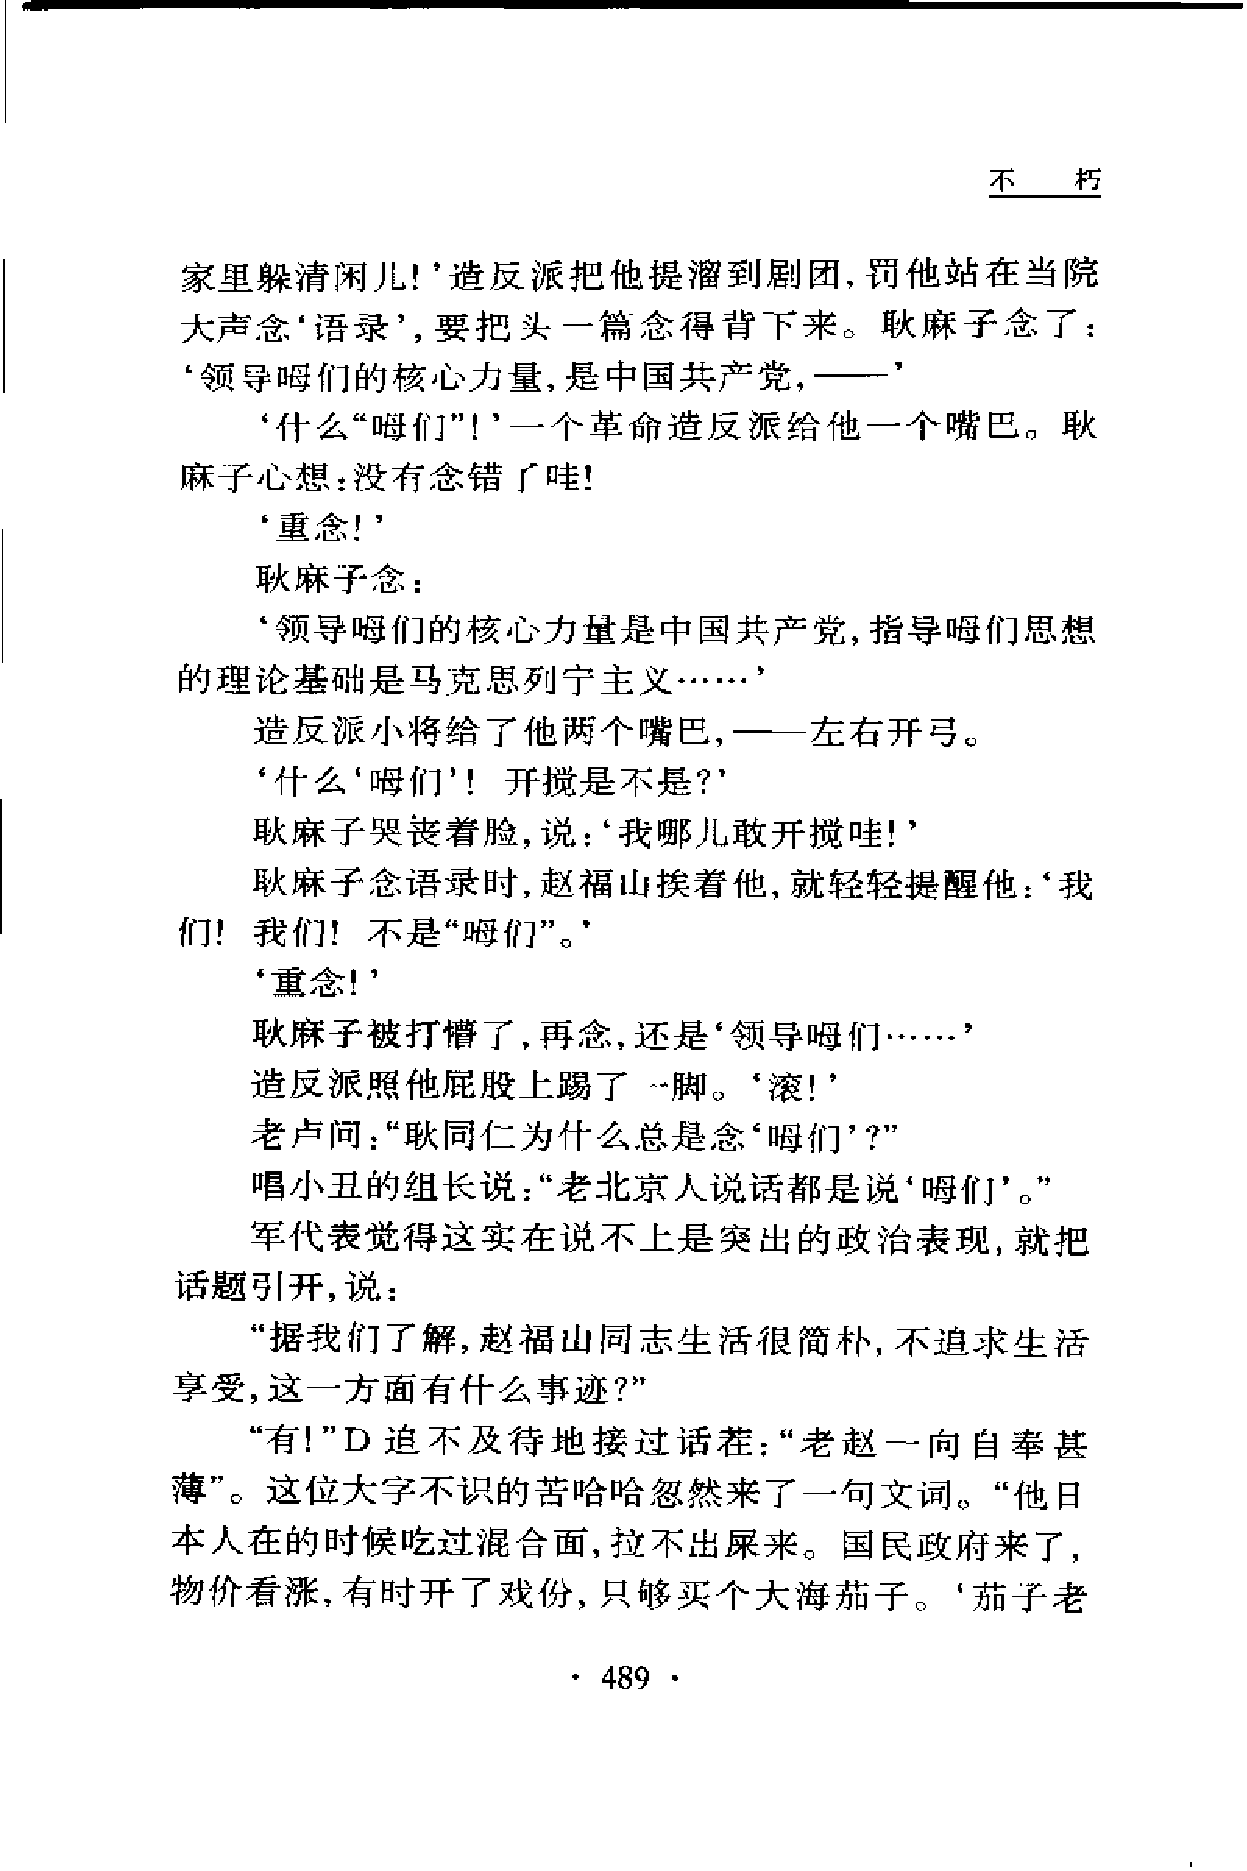 不　朽
家里躲清闲儿!’造反派把他提溜到剧团,罚他站在当院
大声念‘语录’,要把头一篇念得背下来。耿麻子念了:
‘领导呣们的核心力量,是中国共产党,——’
‘什么“呣们”!’一个革命造反派给他一个嘴巴。耿
麻子心想:没有念错了哇!
‘重念!’
耿麻子念:
‘领导呣们的核心力量是中国共产党,指导呣们思想
的理论基础是马克思列宁主义……’
造反派小将给了他两个嘴巴,——左右开弓。
‘什么‘呣们’! 开搅是不是?’
耿麻子哭丧着脸,说:‘我哪儿敢开搅哇!’
耿麻子念语录时,赵福山挨着他,就轻轻提醒他:‘我
们! 我们! 不是“呣们”。’
‘重念!’
耿麻子被打懵了,再念,还是‘领导呣们……’
造反派照他屁股上踢了一脚。‘滚!’
老卢问:“耿同仁为什么总是念‘呣们’?”
唱小丑的组长说:“老北京人说话都是说‘呣们’。”
军代表觉得这实在说不上是突出的政治表现,就把
话题引开,说:
“据我们了解,赵福山同志生活很简朴,不追求生活
享受,这一方面有什么事迹?”
“有!”D 迫不及待地接过话茬:“老赵一向自奉甚
薄”。这位大字不识的苦哈哈忽然来了一句文词。“他日
本人在的时候吃过混合面,拉不出屎来。国民政府来了,
物价看涨,有时开了戏份,只够买个大海茄子。‘茄子老
· 489 ·